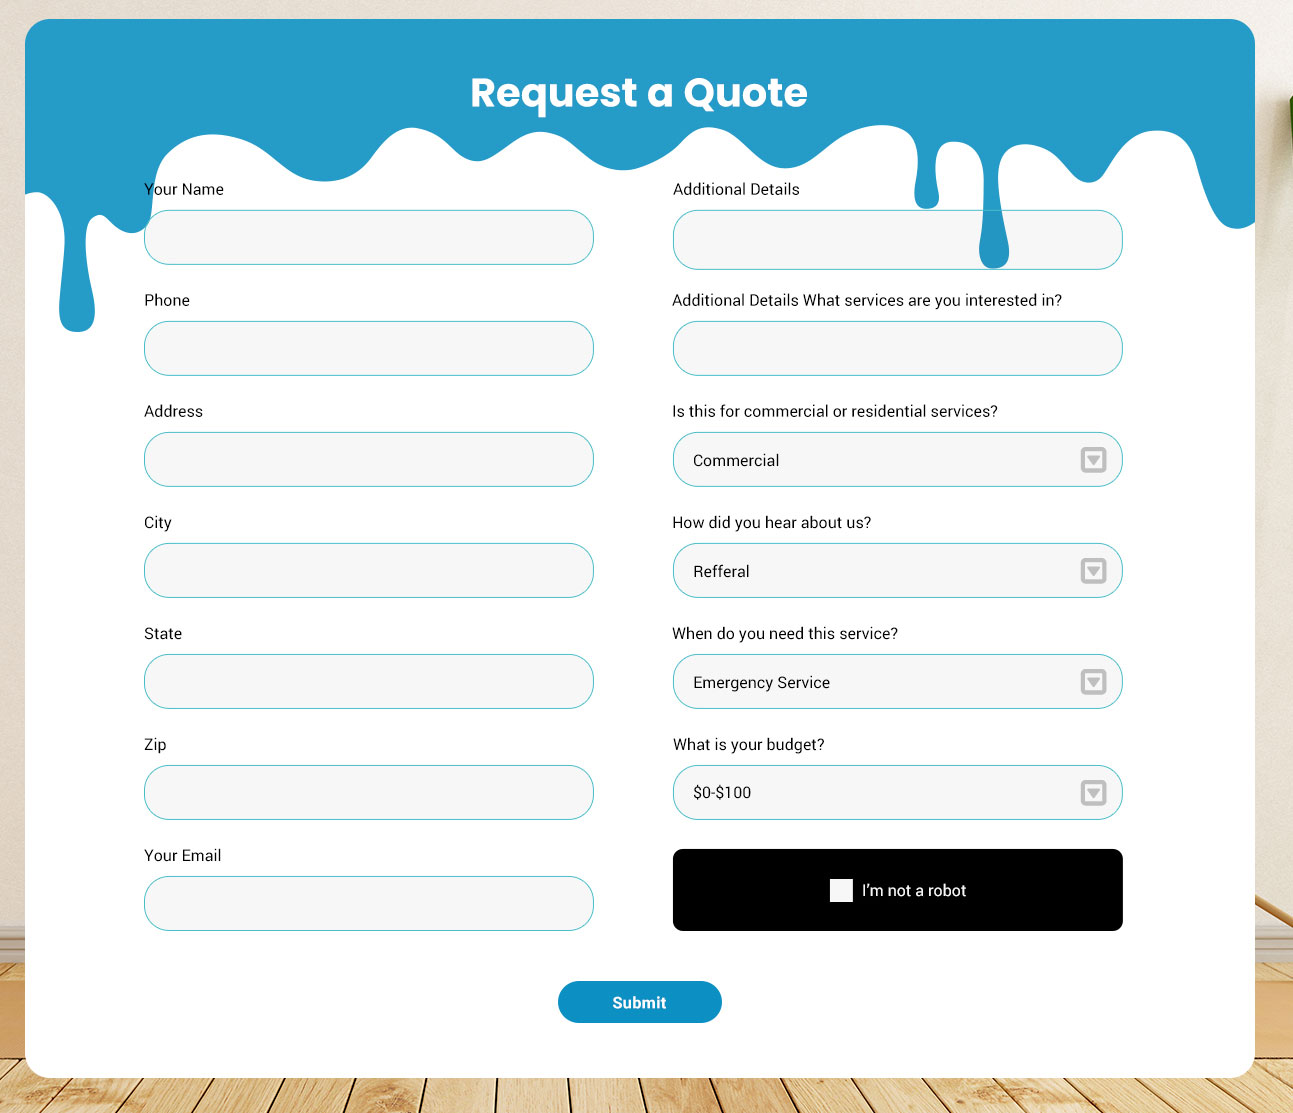 Request a Quote
Your Name
Phone
Address
City
State
Zip
Your Email
Additional Details
Additional Details What services are you interested in?
Is this for commercial or residential services?
Commercial
How did you hear about us?
Refferal
When do you need this service?
Emergency Service
What is your budget?
$0-$100
I'm not a robot
Submit